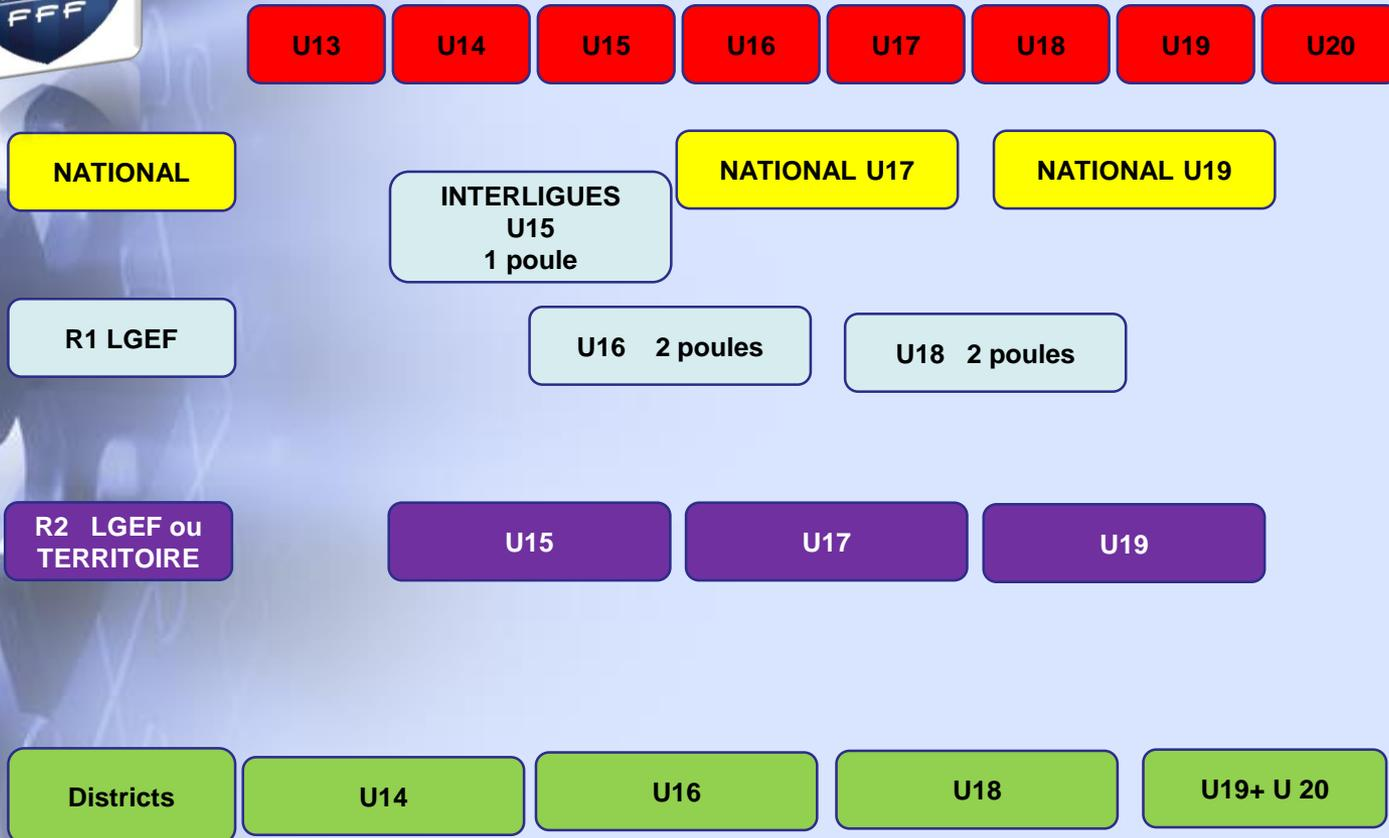 FFF
U13 U14 U15 U16 U17 U18 U19 U20
NATIONAL
INTERLIGUES
U15
1 poule
NATIONAL U17
NATIONAL U19
R1 LGEF
U16 2 poules
U18 2 poules
R2 LGEF ou
TERRITOIRE
U15
U17
U19
Districts
U14
U16
U18
U19+ U 20